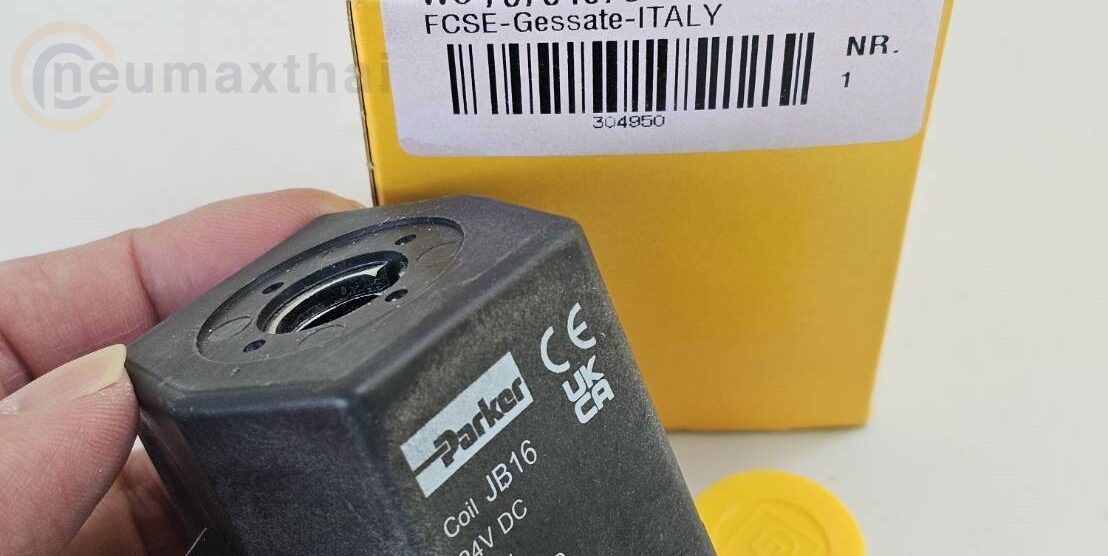 FCSE-Gessate-ITALY
NR.
1
304950
neumaxthai
CE
UK
CA
Parker
Coil JB16
24V DC